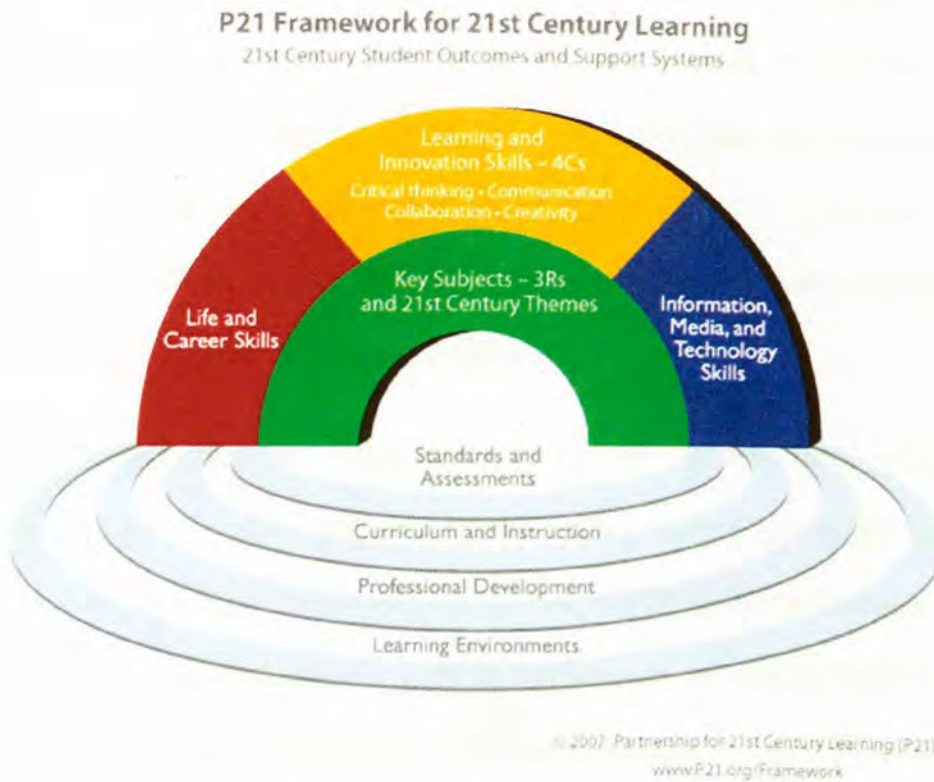 P21 Framework for 21st Century Learning
21st Century Student Outcomes and Support Systems
Learning and
Innovation Skills – 4Cs
Critical thinking • Communication
Collaboration • Creativity
Key Subjects – 3Rs
and 21st Century Themes
Life and
Career Skills
Information,
Media, and
Technology
Skills
Standards and
Assessments
Curriculum and Instruction
Professional Development
Learning Environments
© 2007 Partnership for 21st Century Learning (P21)
www.P21.org/Framework